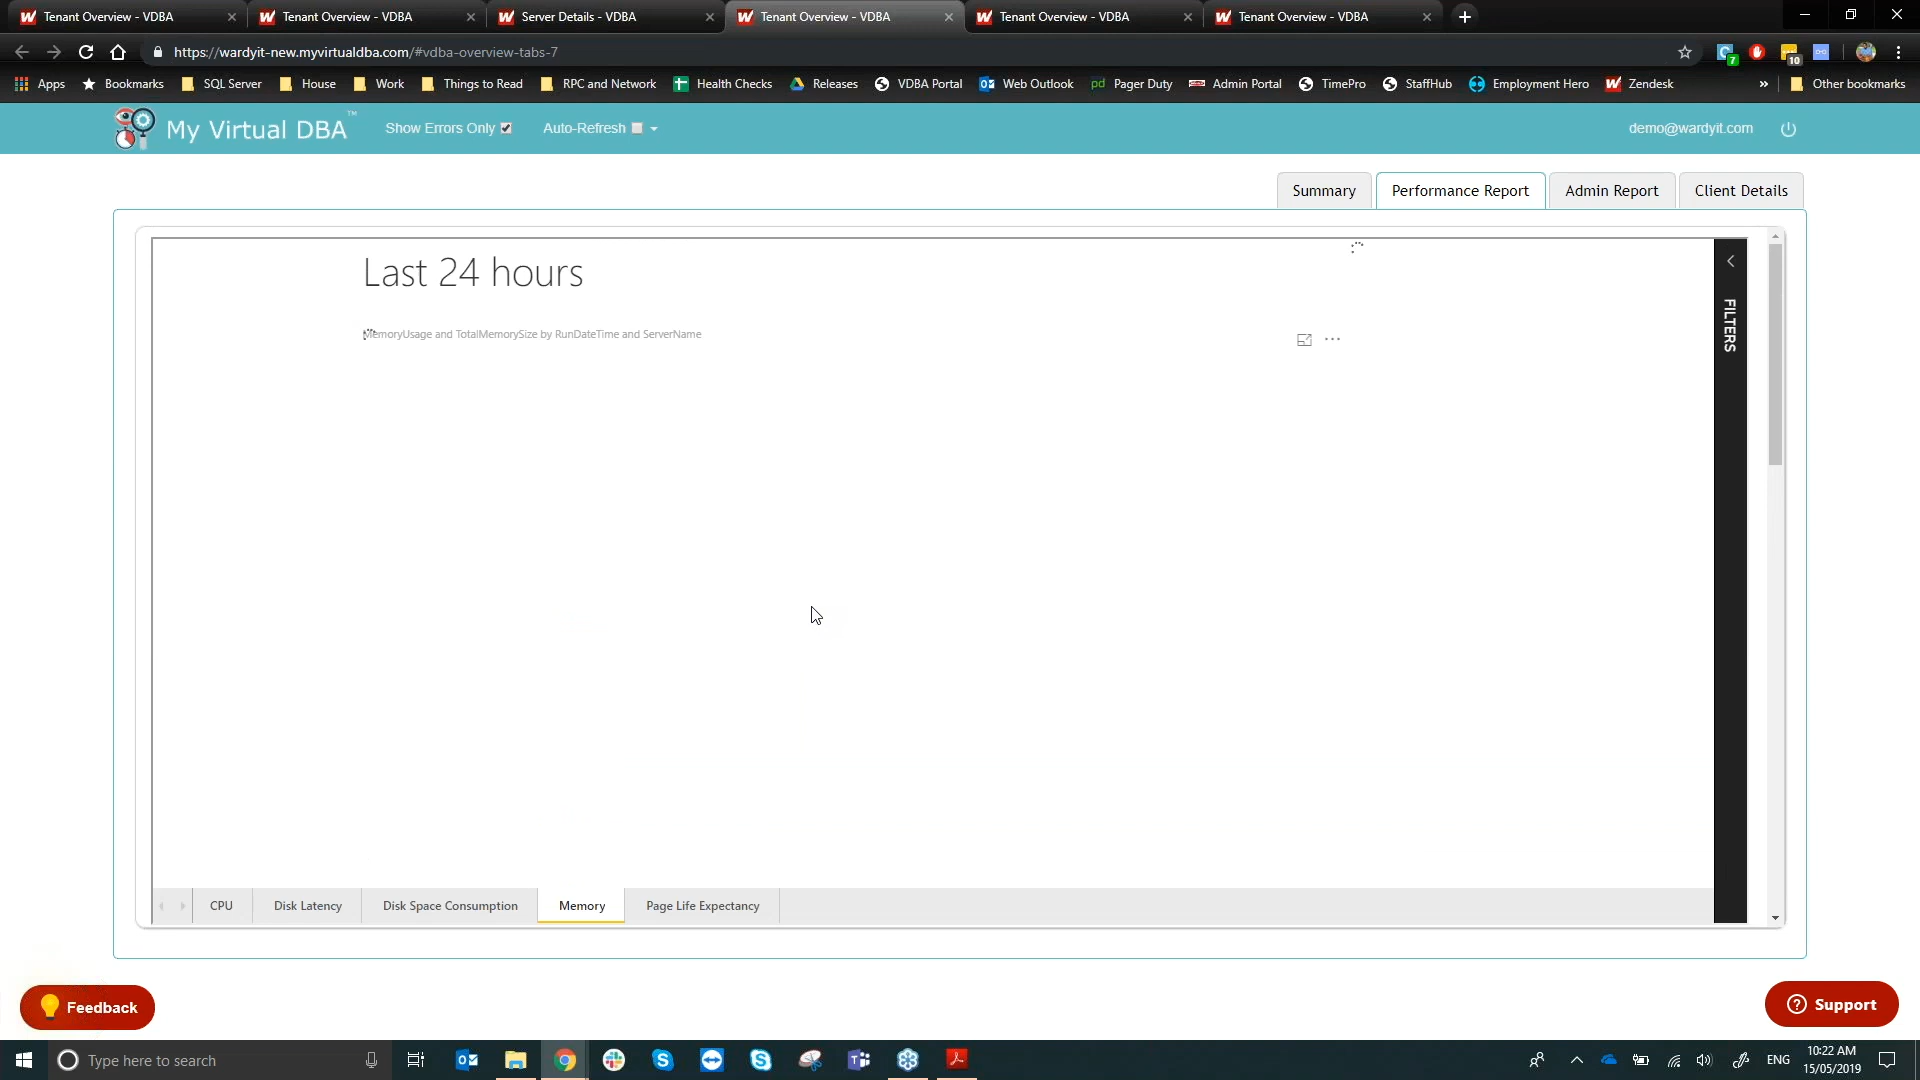 Tenant Overview - VDBA
Tenant Overview - VDBA
Server Details - VDBA
Tenant Overview - VDBA
Tenant Overview - VDBA
Tenant Overview - VDBA
https://wardyit-new.myvirtualdba.com/#vdba-overview-tabs-7
7
10
Apps
Bookmarks
SQL Server
House
Work
Things to Read
RPC and Network
Health Checks
Releases
VDBA Portal
Web Outlook
pd Pager Duty
Admin Portal
TimePro
StaffHub
Employment Hero
Zendesk
»
Other bookmarks
My Virtual DBA™
Show Errors Only
Auto-Refresh
demo@wardyit.com
Summary
Performance Report
Admin Report
Client Details
Last 24 hours
MemoryUsage and TotalMemorySize by RunDateTime and ServerName
FILTERS
CPU
Disk Latency
Disk Space Consumption
Memory
Page Life Expectancy
Feedback
Support
Type here to search
ENG
10:22 AM
15/05/2019